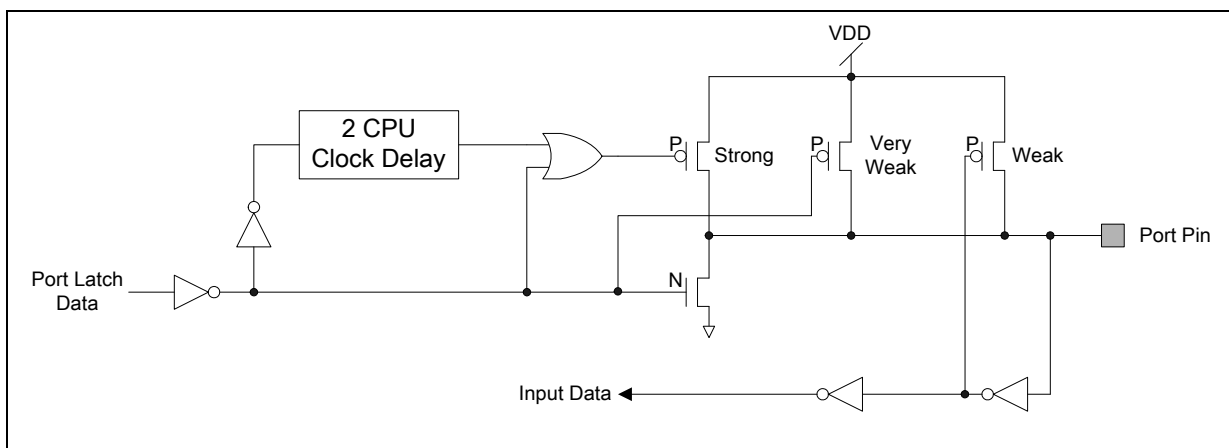 VDD
2 CPU
Clock Delay
P
Strong
P
Very
Weak
P
Weak
Port Pin
Port Latch
Data
N
Input Data